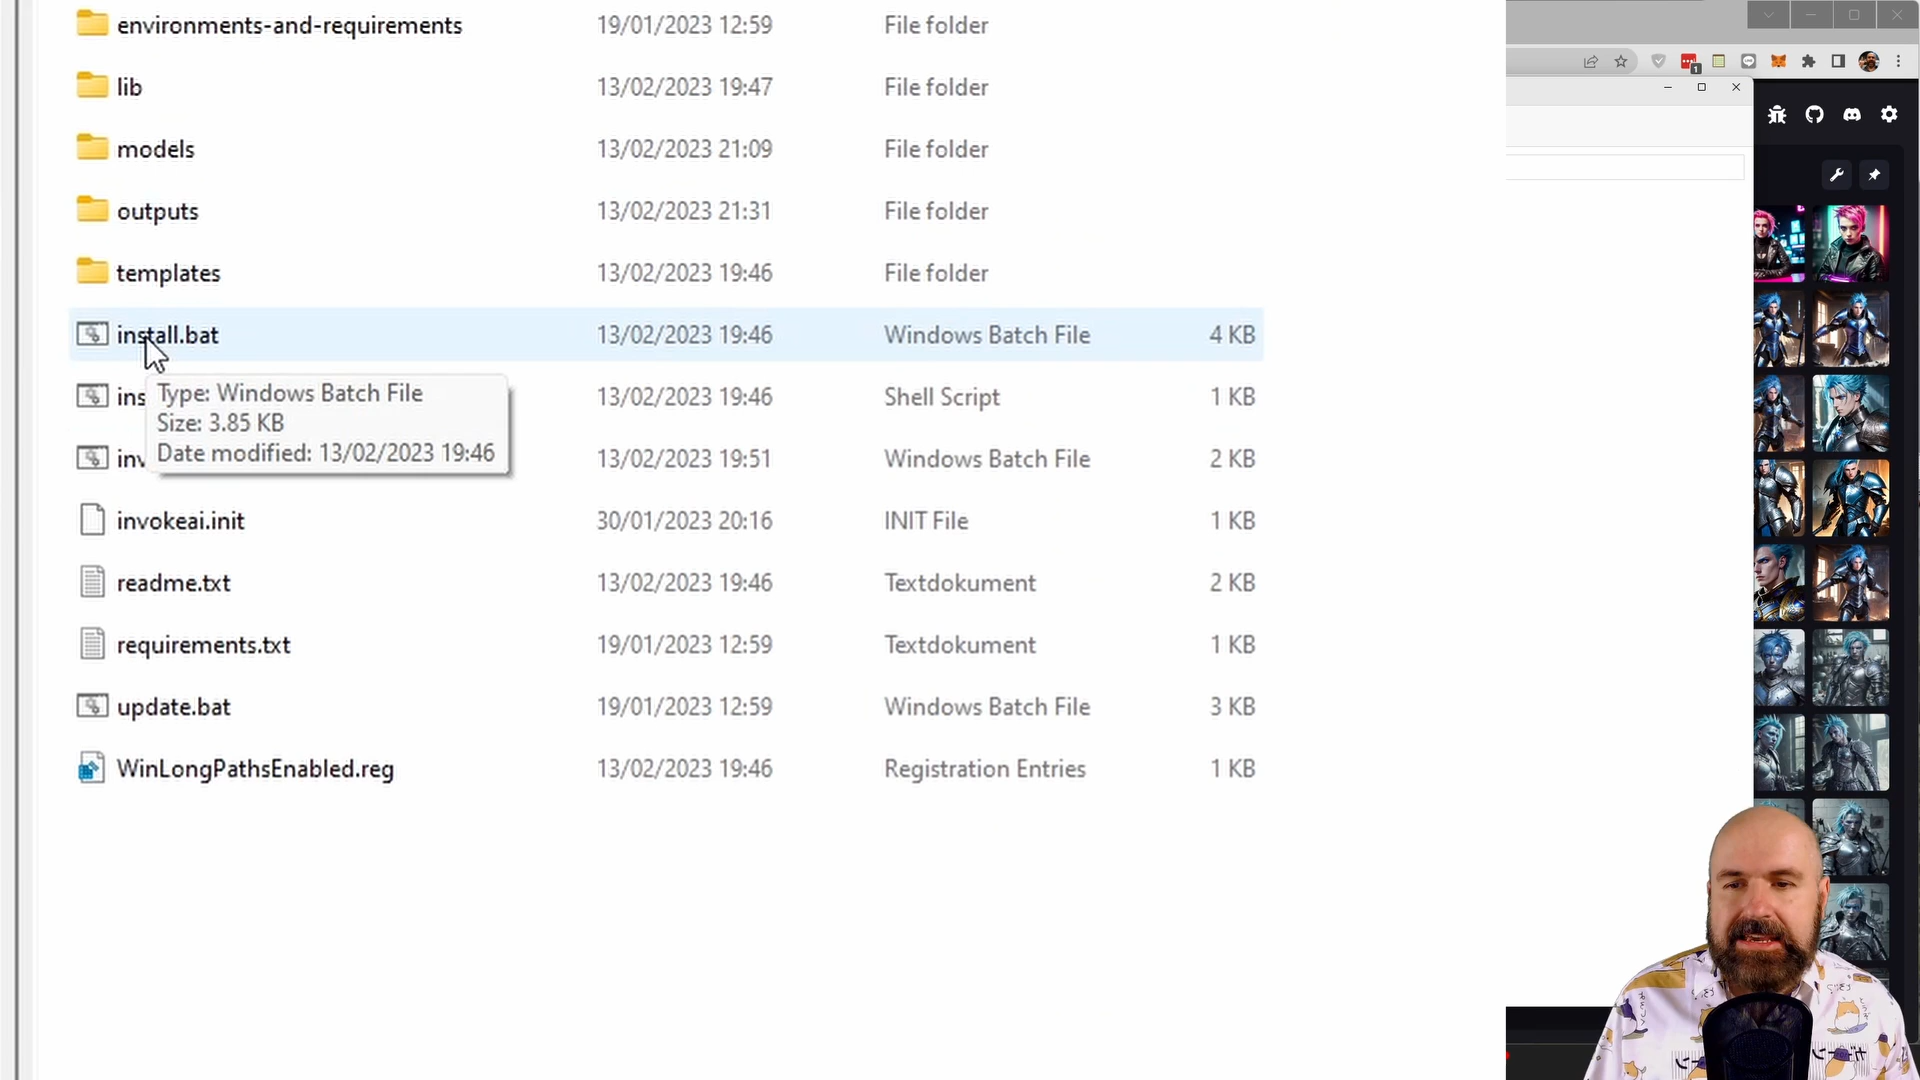 environments-and-requirements 19/01/2023 12:59 File folder
lib 13/02/2023 19:47 File folder
models 13/02/2023 21:09 File folder
outputs 13/02/2023 21:31 File folder
templates 13/02/2023 19:46 File folder
install.bat 13/02/2023 19:46 Windows Batch File 4 KB
ins 13/02/2023 19:46 Shell Script 1 KB
Type: Windows Batch File
Size: 3.85 KB
Date modified: 13/02/2023 19:46
inv 13/02/2023 19:51 Windows Batch File 2 KB
invokeai.init 30/01/2023 20:16 INIT File 1 KB
readme.txt 13/02/2023 19:46 Textdokument 2 KB
requirements.txt 19/01/2023 12:59 Textdokument 1 KB
update.bat 19/01/2023 12:59 Windows Batch File 3 KB
WinLongPathsEnabled.reg 13/02/2023 19:46 Registration Entries 1 KB
1